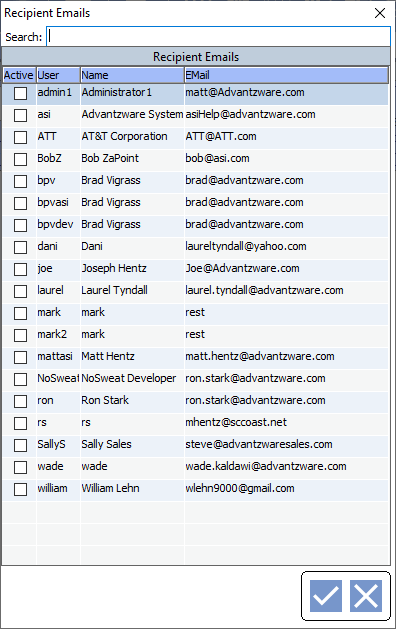 Recipient Emails
Search:
Recipient Emails
Active User Name EMail
admin1 Administrator1 matt@Advantzware.com
asi Advantzware System asiHelp@advantzware.com
ATT AT&T Corporation ATT@ATT.com
BobZ Bob ZaPoint bob@asi.com
bpv Brad Vigrass brad@advantzware.com
bpvasi Brad Vigrass brad@advantzware.com
bpvdev Brad Vigrass brad@advantzware.com
dani Dani laureltyndall@yahoo.com
joe Joseph Hentz Joe@Advantzware.com
laurel Laurel Tyndall laurel.tyndall@advantzware.com
mark mark rest
mark2 mark rest
mattasi Matt Hentz matt.hentz@advantzware.com
NoSweat NoSweat Developer ron.stark@advantzware.com
ron Ron Stark ron.stark@advantzware.com
rs rs mhentz@sccoast.net
SallyS Sally Sales steve@advantzwaresales.com
wade wade wade.kaldawi@advantzware.com
william William Lehn wlehn9000@gmail.com